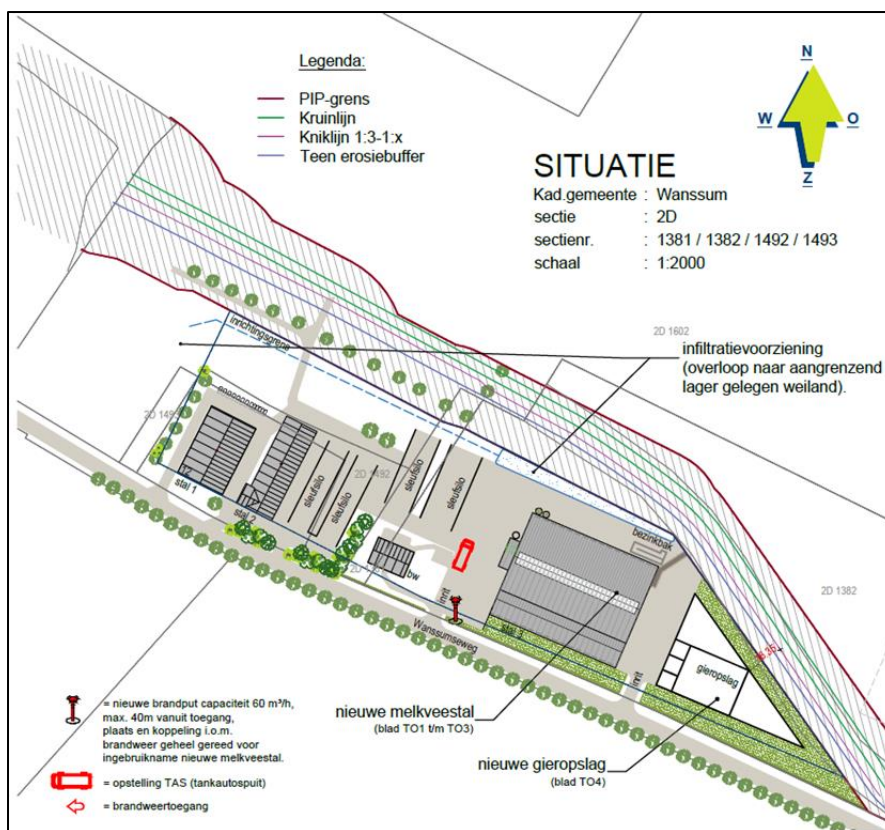 Legenda:
PIP-grens
Kruinlijn
Kniklijn 1:3-1:x
Teen erosiebuffer
N
W O
Z
SITUATIE
Kad.gemeente : Wanssum
sectie : 2D
sectienr. : 1381 / 1382 / 1492 / 1493
schaal : 1:2000
2D 1602
infiltratievoorziening
(overloop naar aangrenzend
lager gelegen weiland).
inrichtingsgrens
2D 1492
stal 1
stal 2
sleufsilo
sleufsilo
sleufsilo
sleufsilo
bezinkbak
bw
inrit
2D 1382
Wanssumseweg
gieropslag
inrit
nieuwe melkveestal
(blad TO1 t/m TO3)
nieuwe gieropslag
(blad TO4)
= nieuwe brandput capaciteit 60 m³/h,
max. 40m vanuit toegang,
plaats en koppeling i.o.m.
brandweer geheel gereed voor
ingebruikname nieuwe melkveestal.
= opstelling TAS (tankautospuit)
= brandweertoegang